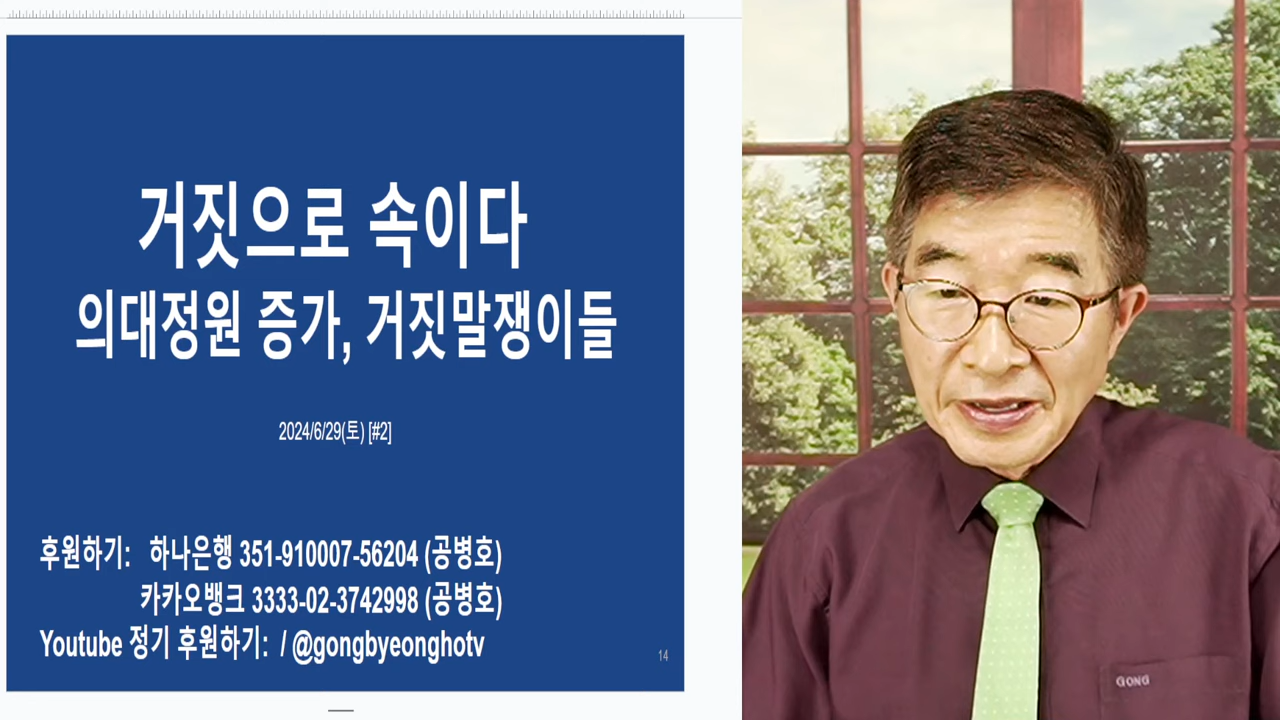 거짓으로 속이다
의대정원 증가, 거짓말쟁이들
2024/6/29(토) [#2]
후원하기: 하나은행 351-910007-56204 (공병호)
카카오뱅크 3333-02-3742998 (공병호)
Youtube 정기 후원하기: / @gongbyeonghotv
14
GONG